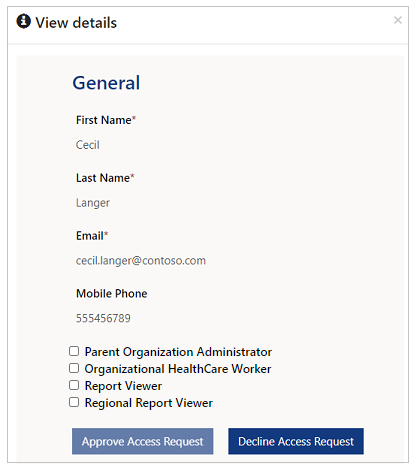 View details
×
General
First Name*
Cecil
Last Name*
Langer
Email*
cecil.langer@contoso.com
Mobile Phone
555456789
Parent Organization Administrator
Organizational HealthCare Worker
Report Viewer
Regional Report Viewer
Approve Access Request
Decline Access Request